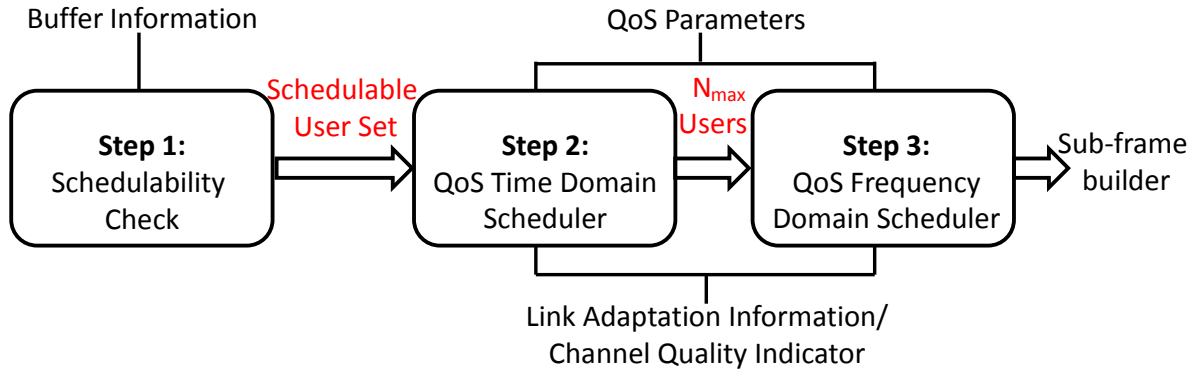 Buffer Information
QoS Parameters
Schedulable
User Set
N_max
Users
Step 1:
Schedulability
Check
Step 2:
QoS Time Domain
Scheduler
Step 3:
QoS Frequency
Domain Scheduler
Sub-frame
builder
Link Adaptation Information/
Channel Quality Indicator